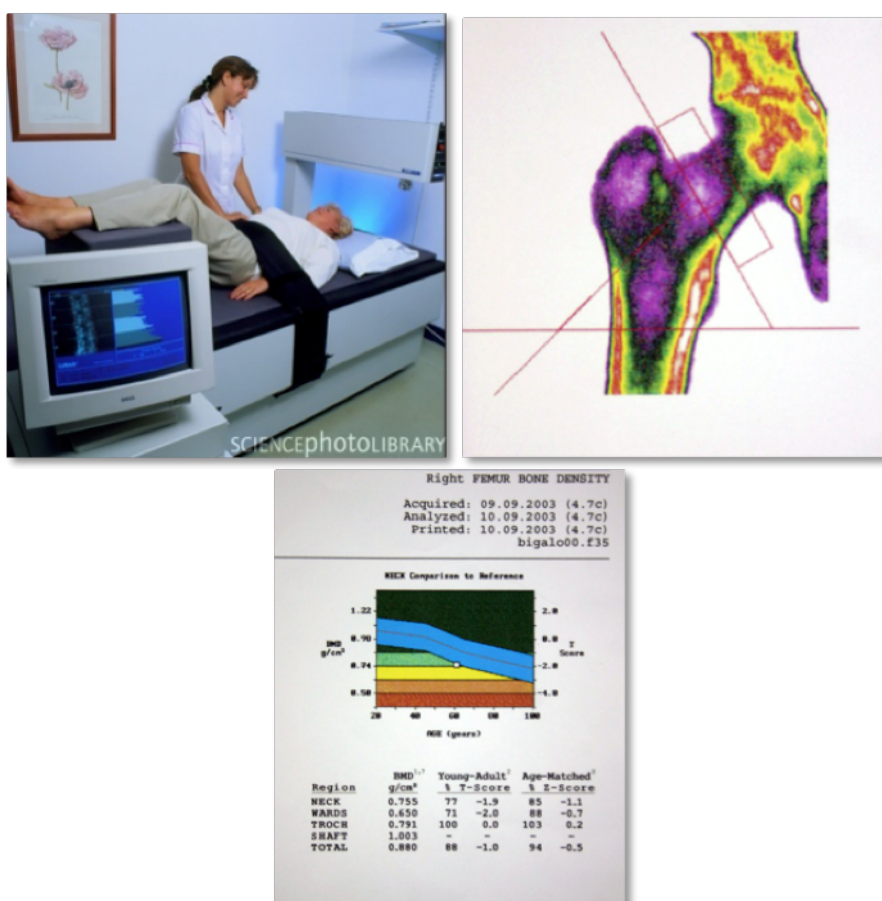 SCIENCEphotoLIBRARY
Right FEMUR BONE DENSITY
Acquired: 09.09.2003 (4.7c)
Analyzed: 10.09.2003 (4.7c)
Printed: 10.09.2003 (4.7c)
bigalo00.f35
NECK Comparison to Reference
1.22 2.0
BMD 0.98 0.0 T
g/cm² Score
0.74 -2.0
0.50 -4.0
20 40 60 80 100
AGE (years)
BMD¹,⁷ Young-Adult² Age-Matched³
Region g/cm² % T-Score % Z-Score
NECK 0.755 77 -1.9 85 -1.1
WARDS 0.650 71 -2.0 88 -0.7
TROCH 0.791 100 0.0 103 0.2
SHAFT 1.003 - - - -
TOTAL 0.880 88 -1.0 94 -0.5